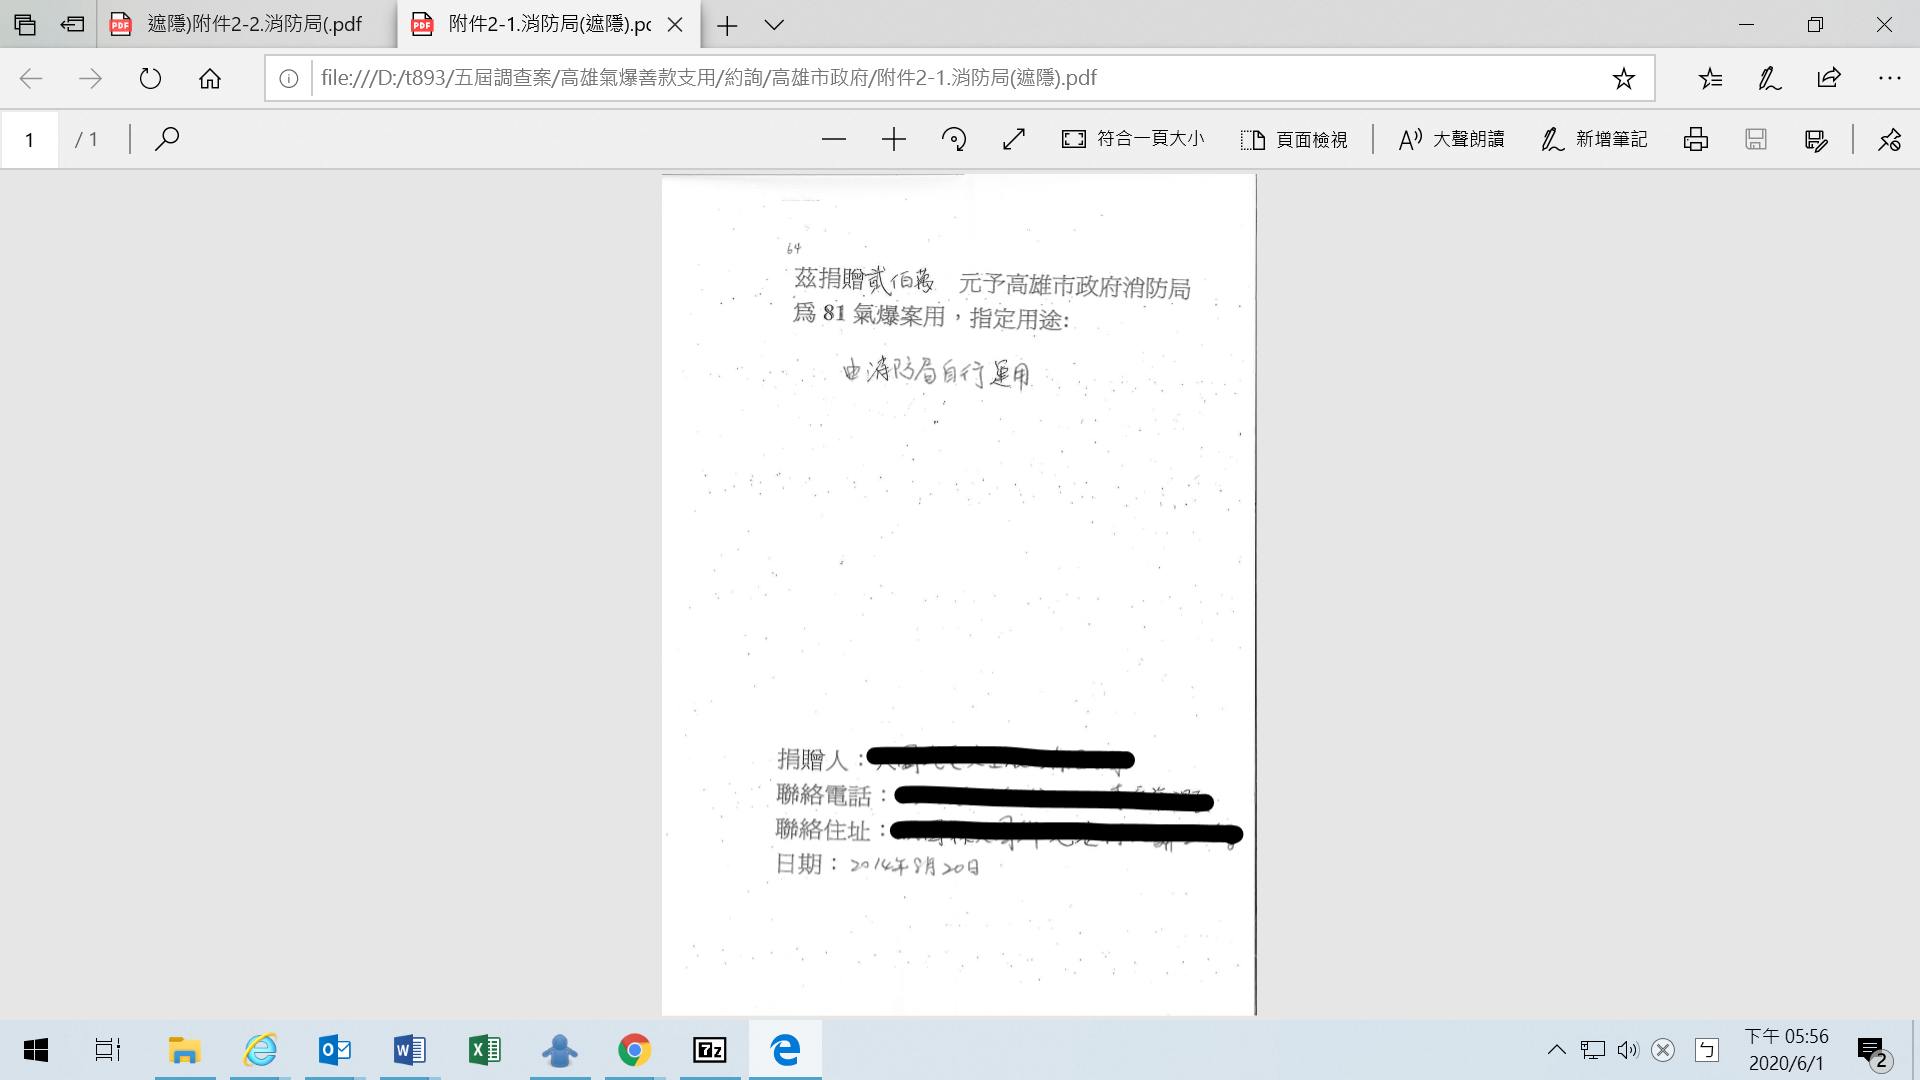 遮隱)附件2-2.消防局(.pdf
附件2-1.消防局(遮隱).pc
file:///D:/t893/五屆調查案/高雄氣爆善款支用/約詢/高雄市政府/附件2-1.消防局(遮隱).pdf
1 / 1
符合一頁大小
頁面檢視
大聲朗讀
新增筆記
64
茲捐贈貳佰萬 元予高雄市政府消防局
為 81 氣爆案用，指定用途:
由消防局自行運用
捐贈人：
聯絡電話：
聯絡住址：
日期：2014年8月20日
下午 05:56
2020/6/1
2